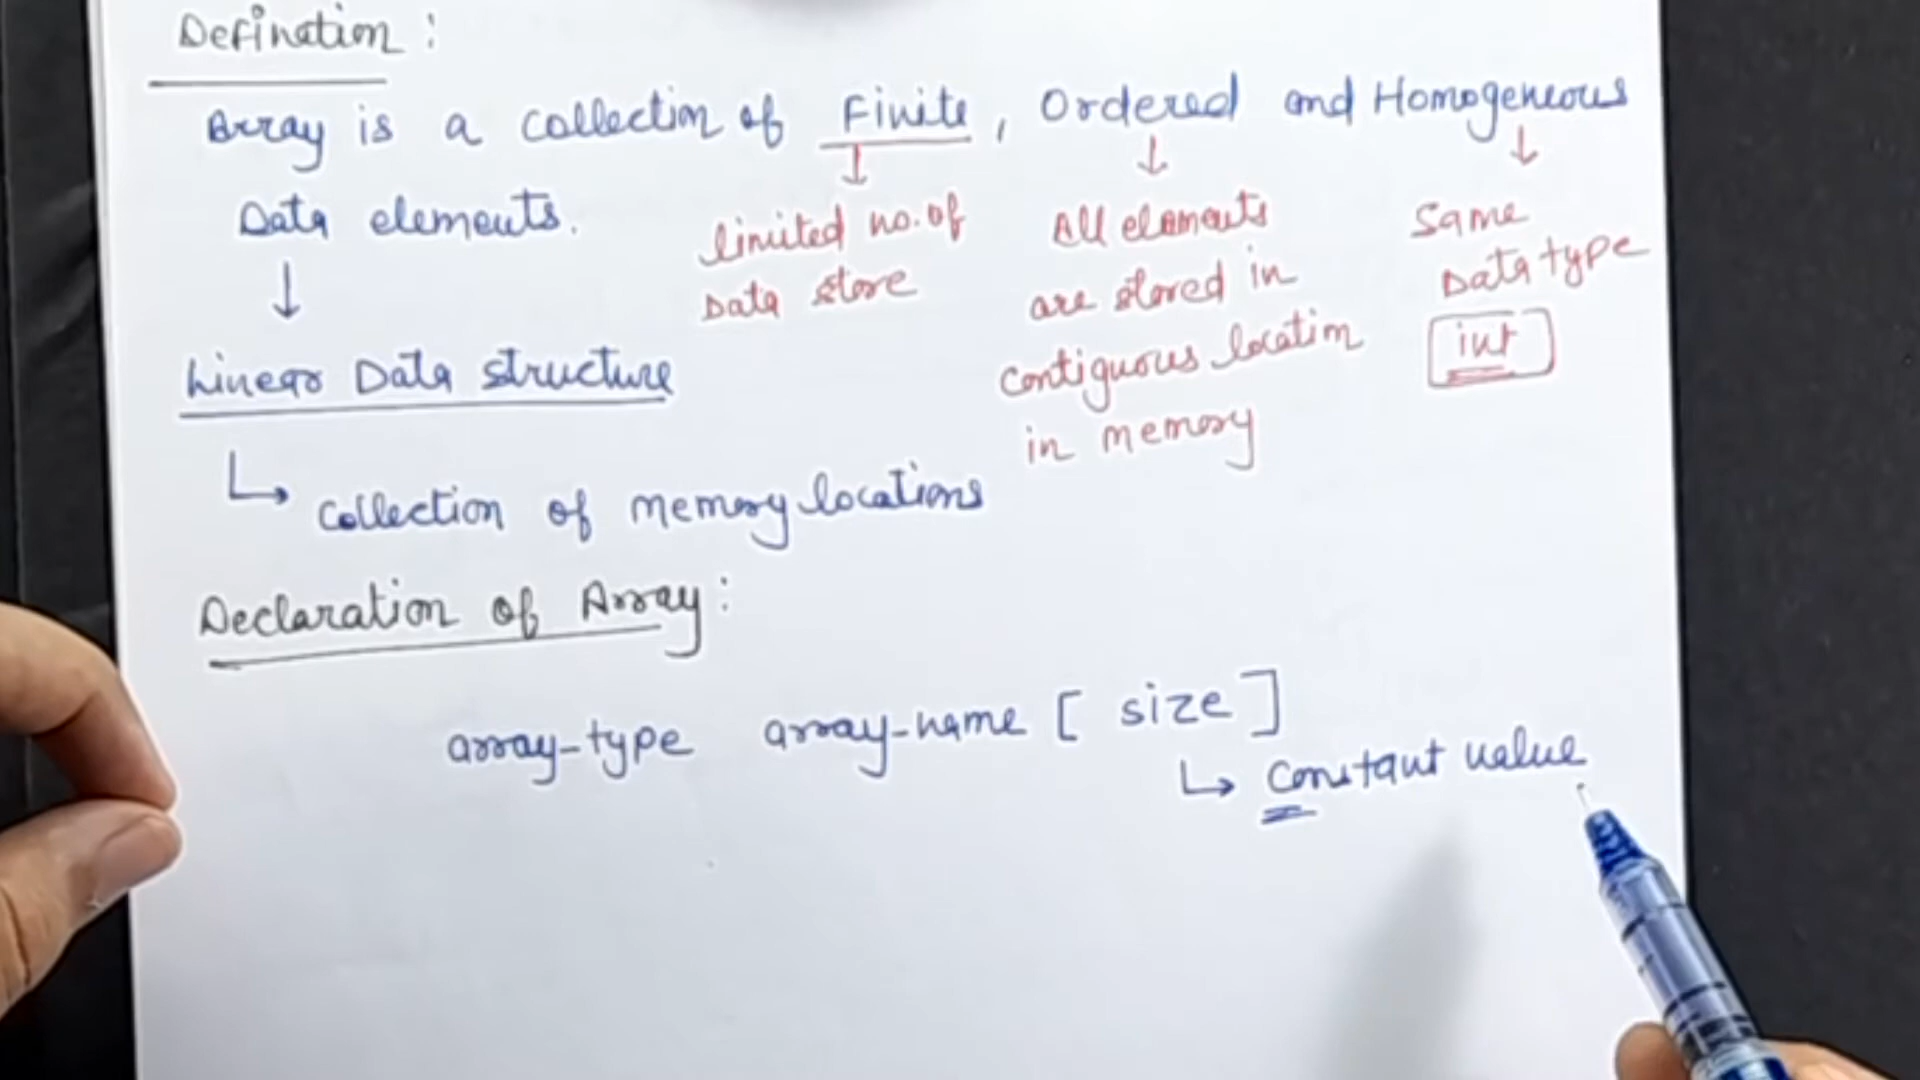 Defination :
Array is a collection of Finite, Ordered and Homogeneous
Data elements.
↓
limited no. of
Data store
↓
All elements
are stored in
contiguous location
in memory
↓
Same
Data type
int
↓
Linear Data structure
↳ collection of memory locations
Declaration of Array :
array-type array-name [ size ]
↳ constant value